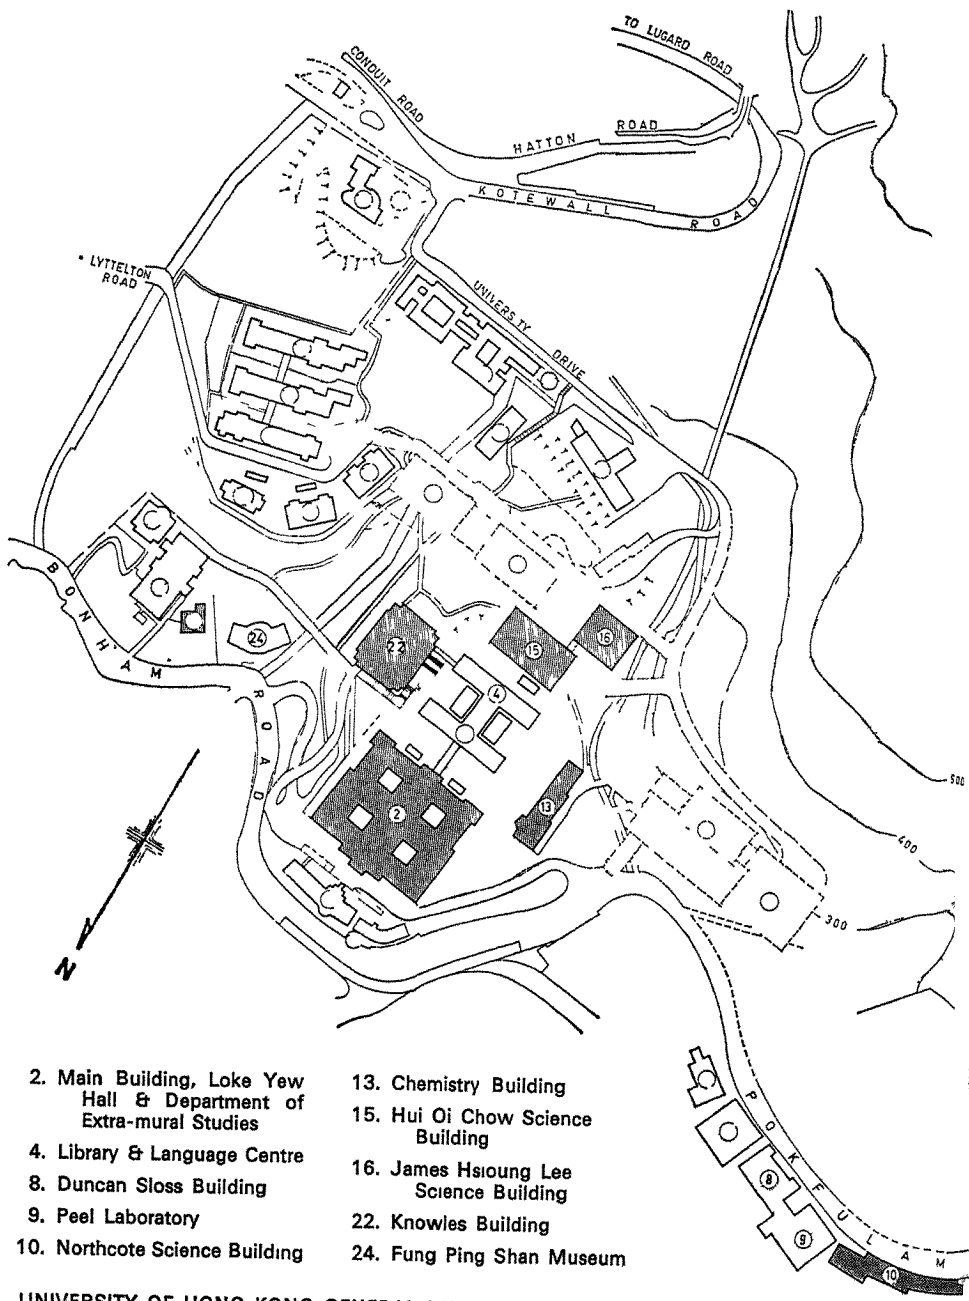 TO LUGARD ROAD
CONDUIT ROAD
HATTON ROAD
KOTEWALL ROAD
LYTTELTON
ROAD
UNIVERSITY DRIVE
BONHAM ROAD
24
22
15
16
4
2
13
500
400
300
N
POKFULAM
8
9
10
2. Main Building, Loke Yew
Hall & Department of
Extra-mural Studies
4. Library & Language Centre
8. Duncan Sloss Building
9. Peel Laboratory
10. Northcote Science Building
13. Chemistry Building
15. Hui Oi Chow Science
Building
16. James Hsioung Lee
Science Building
22. Knowles Building
24. Fung Ping Shan Museum